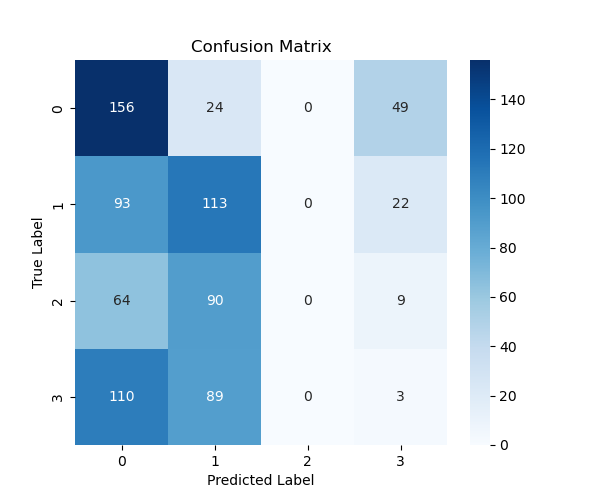 Confusion Matrix
0 156 24 0 49
1 93 113 0 22
2 64 90 0 9
3 110 89 0 3
0 1 2 3
True Label
Predicted Label
140
120
100
80
60
40
20
0